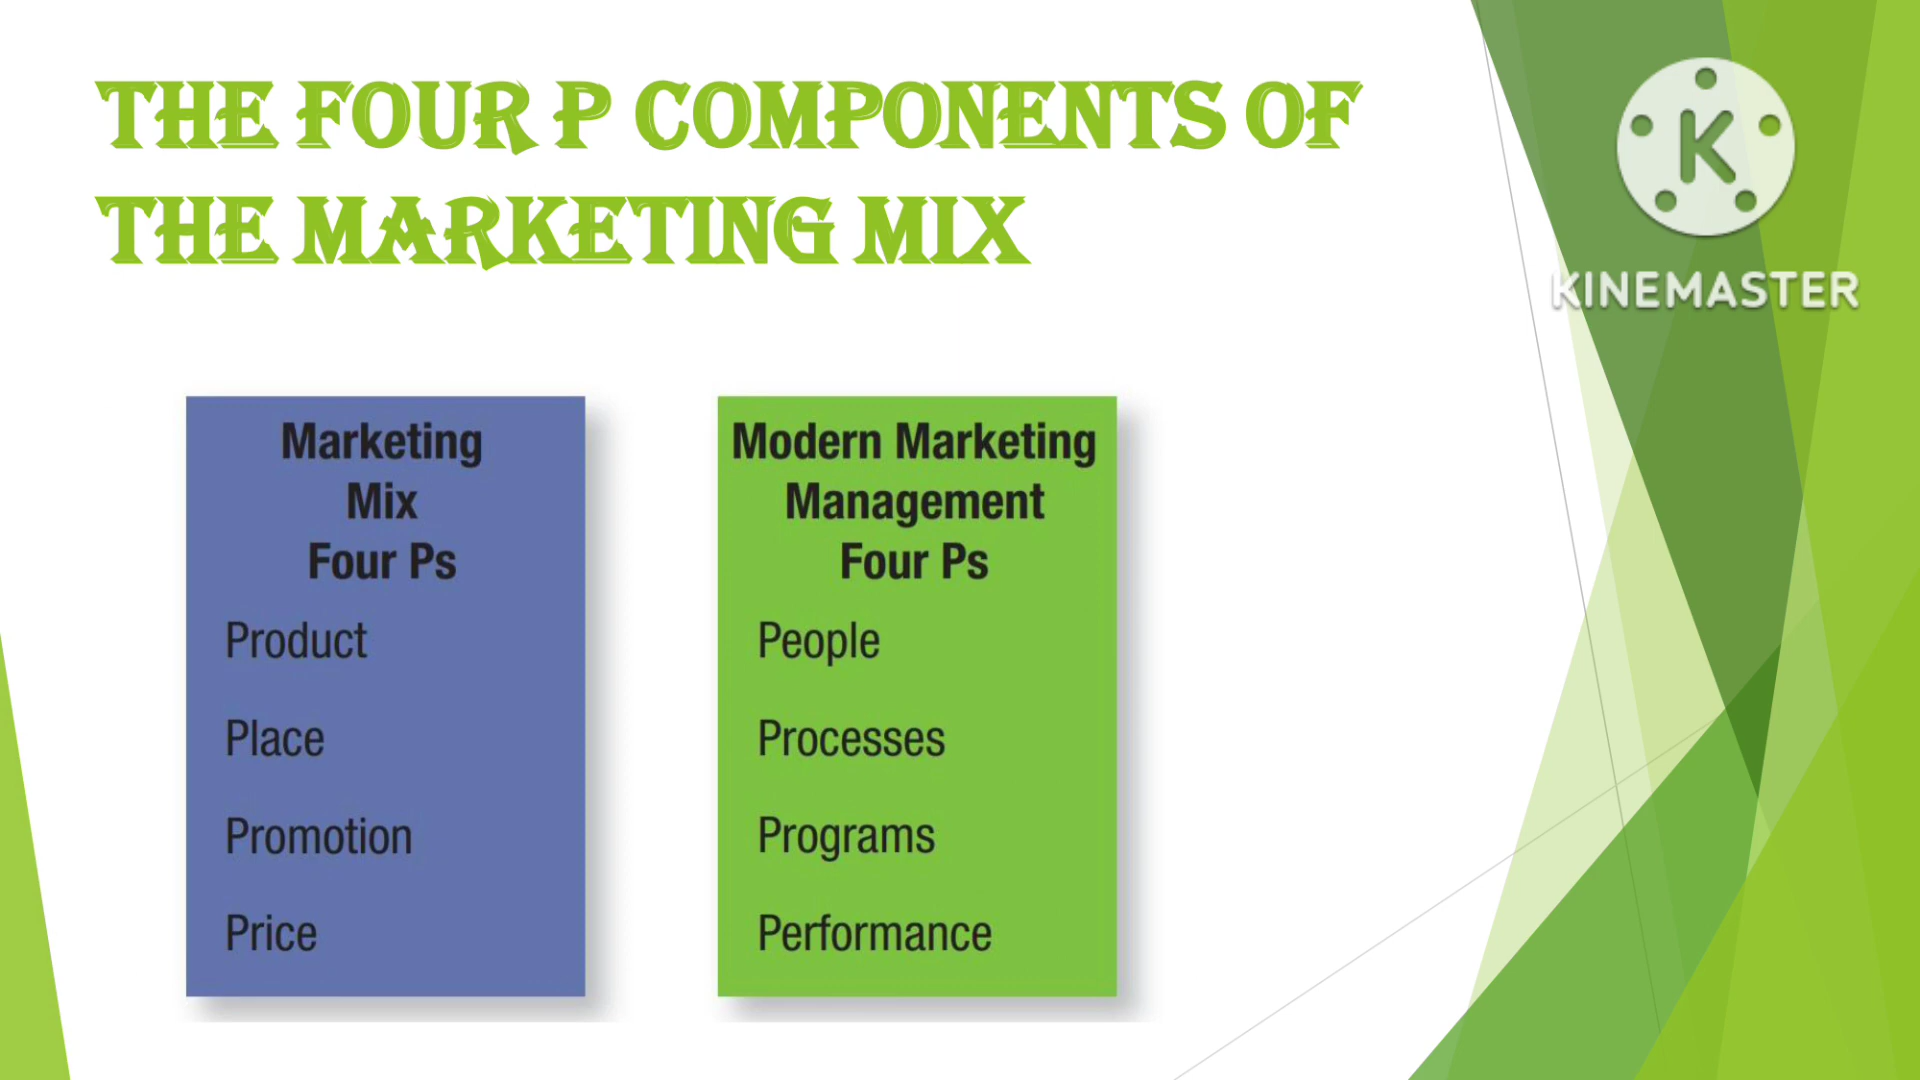 THE FOUR P COMPONENTS OF
THE MARKETING MIX
K
KINEMASTER
Marketing
Mix
Four Ps
Product
Place
Promotion
Price
Modern Marketing
Management
Four Ps
People
Processes
Programs
Performance